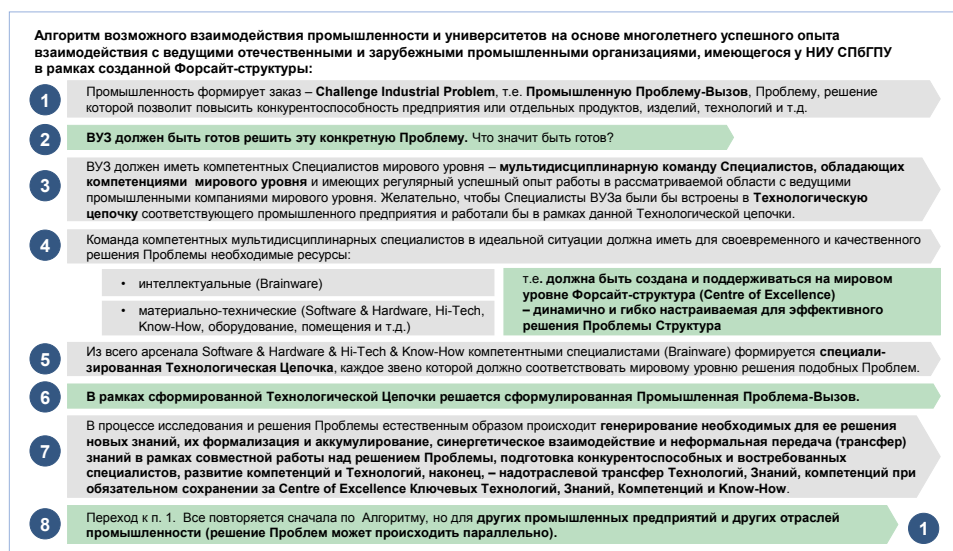 Алгоритм возможного взаимодействия промышленности и университетов на основе многолетнего успешного опыта
взаимодействия с ведущими отечественными и зарубежными промышленными организациями, имеющегося у НИУ СПбГПУ
в рамках созданной Форсайт-структуры:
1
Промышленность формирует заказ – Challenge Industrial Problem, т.е. Промышленную Проблему-Вызов, Проблему, решение
которой позволит повысить конкурентоспособность предприятия или отдельных продуктов, изделий, технологий и т.д.
2
ВУЗ должен быть готов решить эту конкретную Проблему. Что значит быть готов?
3
ВУЗ должен иметь компетентных Специалистов мирового уровня – мультидисциплинарную команду Специалистов, обладающих
компетенциями мирового уровня и имеющих регулярный успешный опыт работы в рассматриваемой области с ведущими
промышленными компаниями мирового уровня. Желательно, чтобы Специалисты ВУЗа были бы встроены в Технологическую
цепочку соответствующего промышленного предприятия и работали бы в рамках данной Технологической цепочки.
4
Команда компетентных мультидисциплинарных специалистов в идеальной ситуации должна иметь для своевременного и качественного
решения Проблемы необходимые ресурсы:
• интеллектуальные (Brainware)
• материально-технические (Software & Hardware, Hi-Tech,
Know-How, оборудование, помещения и т.д.)
т.е. должна быть создана и поддерживаться на мировом
уровне Форсайт-структура (Centre of Excellence)
– динамично и гибко настраиваемая для эффективного
решения Проблемы Структура
5
Из всего арсенала Software & Hardware & Hi-Tech & Know-How компетентными специалистами (Brainware) формируется специали-
зированная Технологическая Цепочка, каждое звено которой должно соответствовать мировому уровню решения подобных Проблем.
6
В рамках сформированной Технологической Цепочки решается сформулированная Промышленная Проблема-Вызов.
7
В процессе исследования и решения Проблемы естественным образом происходит генерирование необходимых для ее решения
новых знаний, их формализация и аккумулирование, синергетическое взаимодействие и неформальная передача (трансфер)
знаний в рамках совместной работы над решением Проблемы, подготовка конкурентоспособных и востребованных
специалистов, развитие компетенций и Технологий, наконец, – надотраслевой трансфер Технологий, Знаний, компетенций при
обязательном сохранении за Centre of Excellence Ключевых Технологий, Знаний, Компетенций и Know-How.
8
Переход к п. 1. Все повторяется сначала по Алгоритму, но для других промышленных предприятий и других отраслей
промышленности (решение Проблем может происходить параллельно).
1